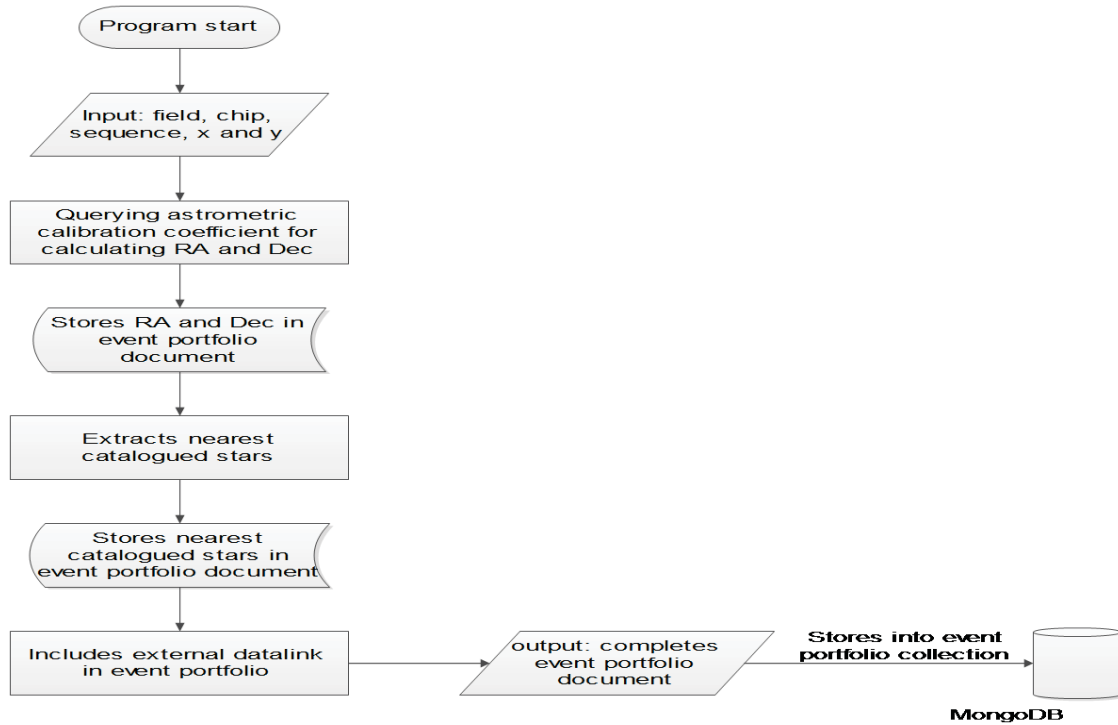 Program start
Input: field, chip,
sequence, x and y
Querying astrometric
calibration coefficient for
calculating RA and Dec
Stores RA and Dec in
event portfolio
document
Extracts nearest
catalogued stars
Stores nearest
catalogued stars in
event portfolio document
Includes external datalink
in event portfolio
output: completes
event portfolio
document
Stores into event
portfolio collection
MongoDB